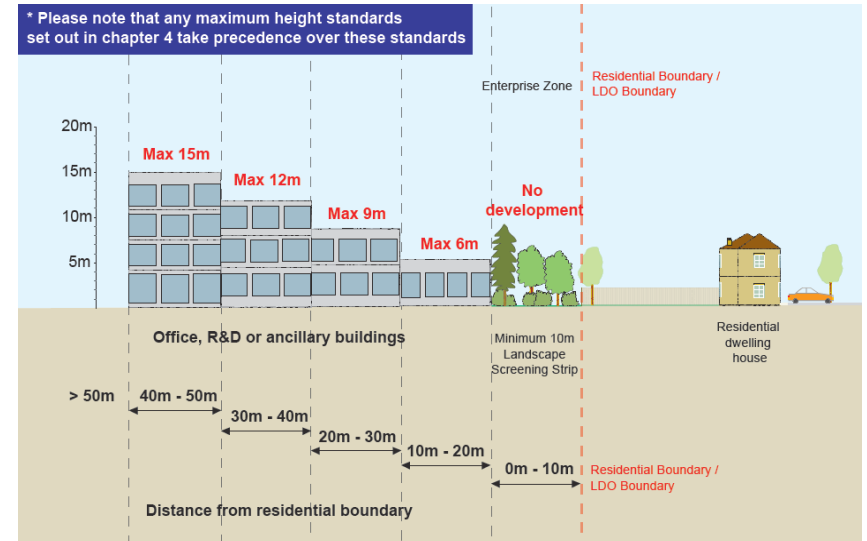 * Please note that any maximum height standards
set out in chapter 4 take precedence over these standards
Enterprise Zone
Residential Boundary /
LDO Boundary
20m
15m
10m
5m
Max 15m
Max 12m
Max 9m
Max 6m
No
development
Office, R&D or ancillary buildings
Minimum 10m
Landscape
Screening Strip
Residential
dwelling
house
> 50m
40m - 50m
30m - 40m
20m - 30m
10m - 20m
0m - 10m
Residential Boundary /
LDO Boundary
Distance from residential boundary